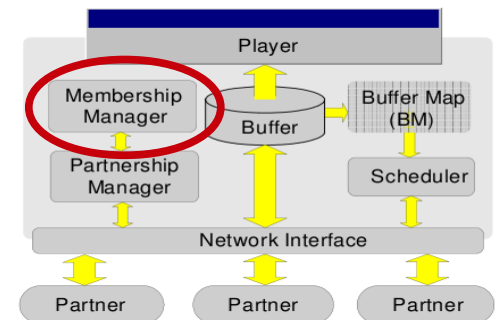 Player
Membership
Manager
Buffer
Buffer Map
(BM)
Partnership
Manager
Scheduler
Network Interface
Partner
Partner
Partner